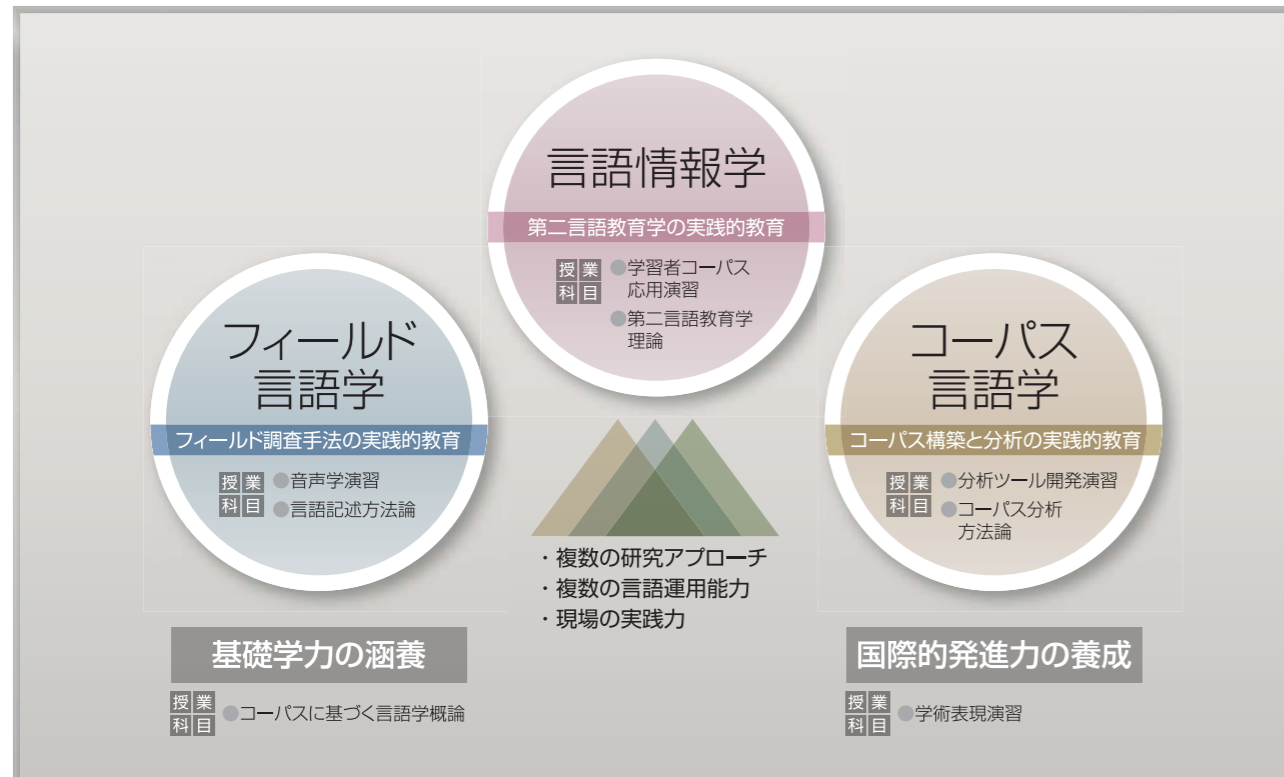 言語情報学
第二言語教育学の実践的教育
授業
科目
●学習者コーパス
応用演習
●第二言語教育学
理論
フィールド
言語学
フィールド調査手法の実践的教育
授業
科目
●音声学演習
●言語記述方法論
コーパス
言語学
コーパス構築と分析の実践的教育
授業
科目
●分析ツール開発演習
●コーパス分析
方法論
・複数の研究アプローチ
・複数の言語運用能力
・現場の実践力
基礎学力の涵養
授業
科目
●コーパスに基づく言語学概論
国際的発進力の養成
授業
科目
●学術表現演習